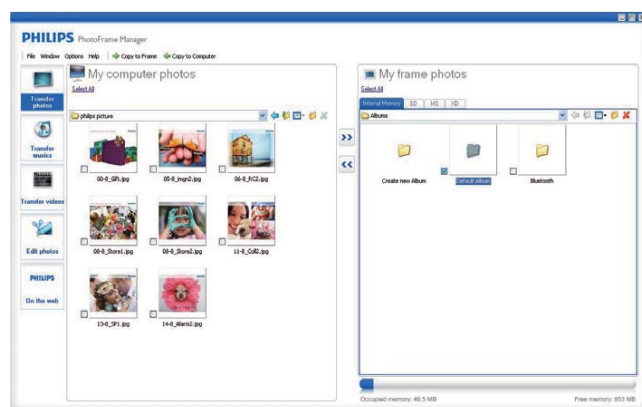 PHILIPS PhotoFrame Manager
File Window Options Help Copy to Frame Copy to Computer
Transfer photos
Transfer musics
Transfer videos
Edit photos
PHILIPS
On the web
My computer photos
Select All
philips picture
00-0_Gift.jpg
05-0_Imgn2.jpg
06-0_RC2.jpg
08-0_Store1.jpg
08-0_Store2.jpg
11-0_Coll2.jpg
13-0_SP1.jpg
14-0_Alarm2.jpg
>>
<<
My frame photos
Select All
Internal Memory SD MS XD
Albums
Create new Album
Default Album
Bluetooth
Occupied memory: 48.5 MB
Free memory: 853 MB